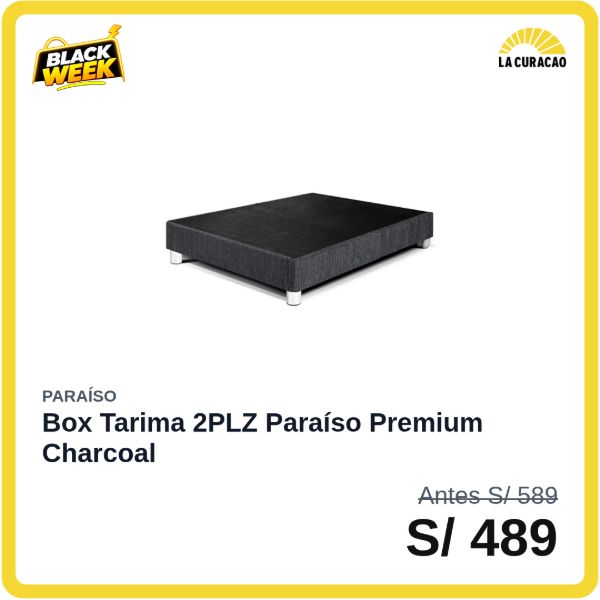 BLACK
WEEK
LA CURACAO
PARAÍSO
Box Tarima 2PLZ Paraíso Premium
Charcoal
Antes S/ 589
S/ 489